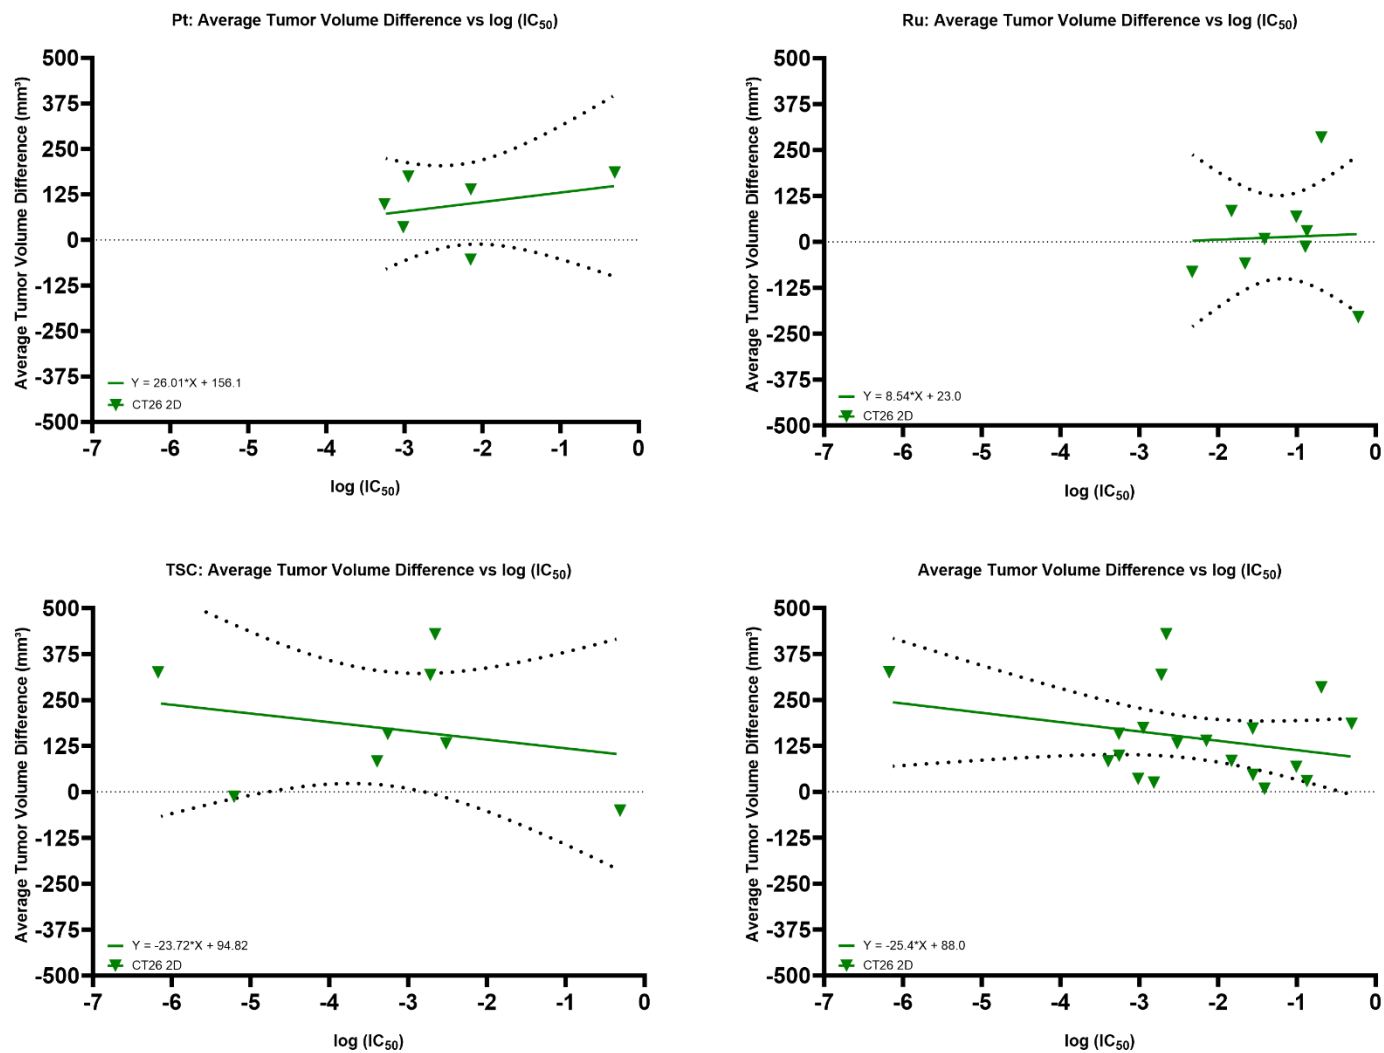 Pt: Average Tumor Volume Difference vs log (IC₅₀)
Average Tumor Volume Difference (mm³)
500
375
250
125
0
-125
-250
-375
-500
Y = 26.01*X + 156.1
CT26 2D
-7 -6 -5 -4 -3 -2 -1 0
log (IC₅₀)
Ru: Average Tumor Volume Difference vs log (IC₅₀)
Average Tumor Volume Difference (mm³)
500
375
250
125
0
-125
-250
-375
-500
Y = 8.54*X + 23.0
CT26 2D
-7 -6 -5 -4 -3 -2 -1 0
log (IC₅₀)
TSC: Average Tumor Volume Difference vs log (IC₅₀)
Average Tumor Volume Difference (mm³)
500
375
250
125
0
-125
-250
-375
-500
Y = -23.72*X + 94.82
CT26 2D
-7 -6 -5 -4 -3 -2 -1 0
log (IC₅₀)
Average Tumor Volume Difference vs log (IC₅₀)
Average Tumor Volume Difference (mm³)
500
375
250
125
0
-125
-250
-375
-500
Y = -25.4*X + 88.0
CT26 2D
-7 -6 -5 -4 -3 -2 -1 0
log (IC₅₀)